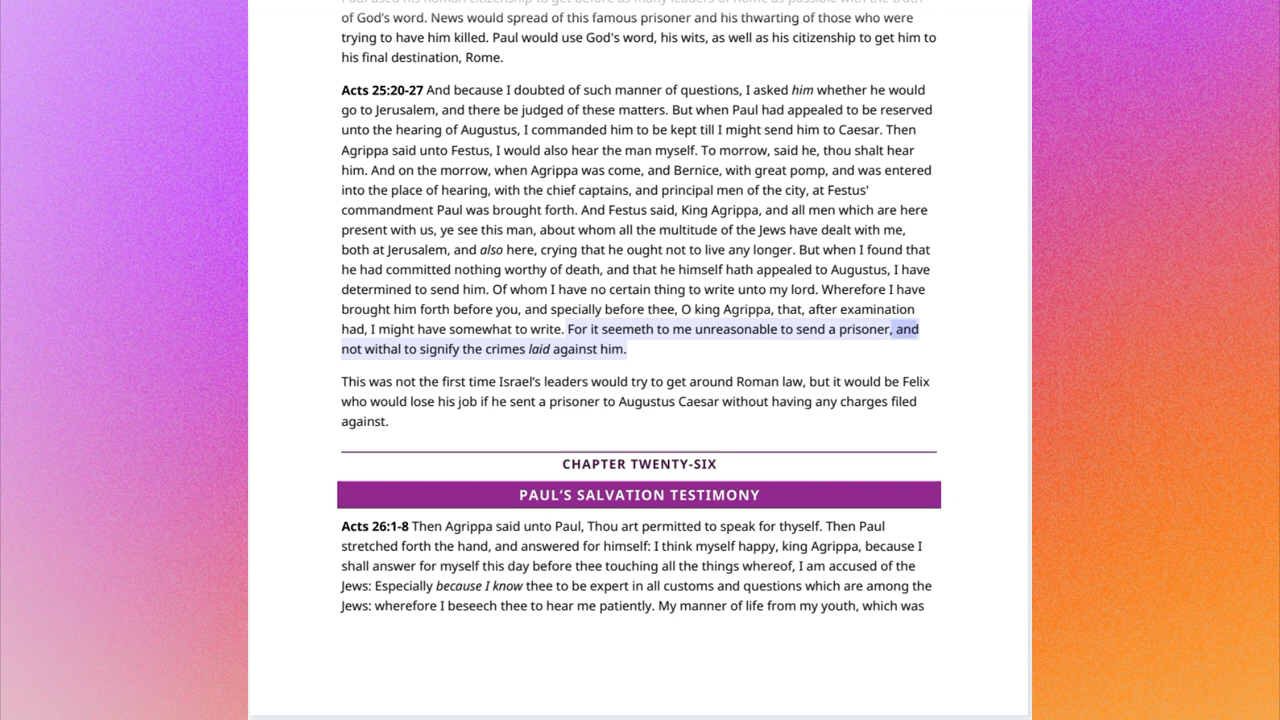 Paul used his Roman citizenship to get before as many leaders of Rome as possible with the truth
of God’s word. News would spread of this famous prisoner and his thwarting of those who were
trying to have him killed. Paul would use God's word, his wits, as well as his citizenship to get him to
his final destination, Rome.
Acts 25:20-27 And because I doubted of such manner of questions, I asked him whether he would
go to Jerusalem, and there be judged of these matters. But when Paul had appealed to be reserved
unto the hearing of Augustus, I commanded him to be kept till I might send him to Caesar. Then
Agrippa said unto Festus, I would also hear the man myself. To morrow, said he, thou shalt hear
him. And on the morrow, when Agrippa was come, and Bernice, with great pomp, and was entered
into the place of hearing, with the chief captains, and principal men of the city, at Festus'
commandment Paul was brought forth. And Festus said, King Agrippa, and all men which are here
present with us, ye see this man, about whom all the multitude of the Jews have dealt with me,
both at Jerusalem, and also here, crying that he ought not to live any longer. But when I found that
he had committed nothing worthy of death, and that he himself hath appealed to Augustus, I have
determined to send him. Of whom I have no certain thing to write unto my lord. Wherefore I have
brought him forth before you, and specially before thee, O king Agrippa, that, after examination
had, I might have somewhat to write. For it seemeth to me unreasonable to send a prisoner, and
not withal to signify the crimes laid against him.
This was not the first time Israel’s leaders would try to get around Roman law, but it would be Felix
who would lose his job if he sent a prisoner to Augustus Caesar without having any charges filed
against.
CHAPTER TWENTY-SIX
PAUL’S SALVATION TESTIMONY
Acts 26:1-8 Then Agrippa said unto Paul, Thou art permitted to speak for thyself. Then Paul
stretched forth the hand, and answered for himself: I think myself happy, king Agrippa, because I
shall answer for myself this day before thee touching all the things whereof, I am accused of the
Jews: Especially because I know thee to be expert in all customs and questions which are among the
Jews: wherefore I beseech thee to hear me patiently. My manner of life from my youth, which was